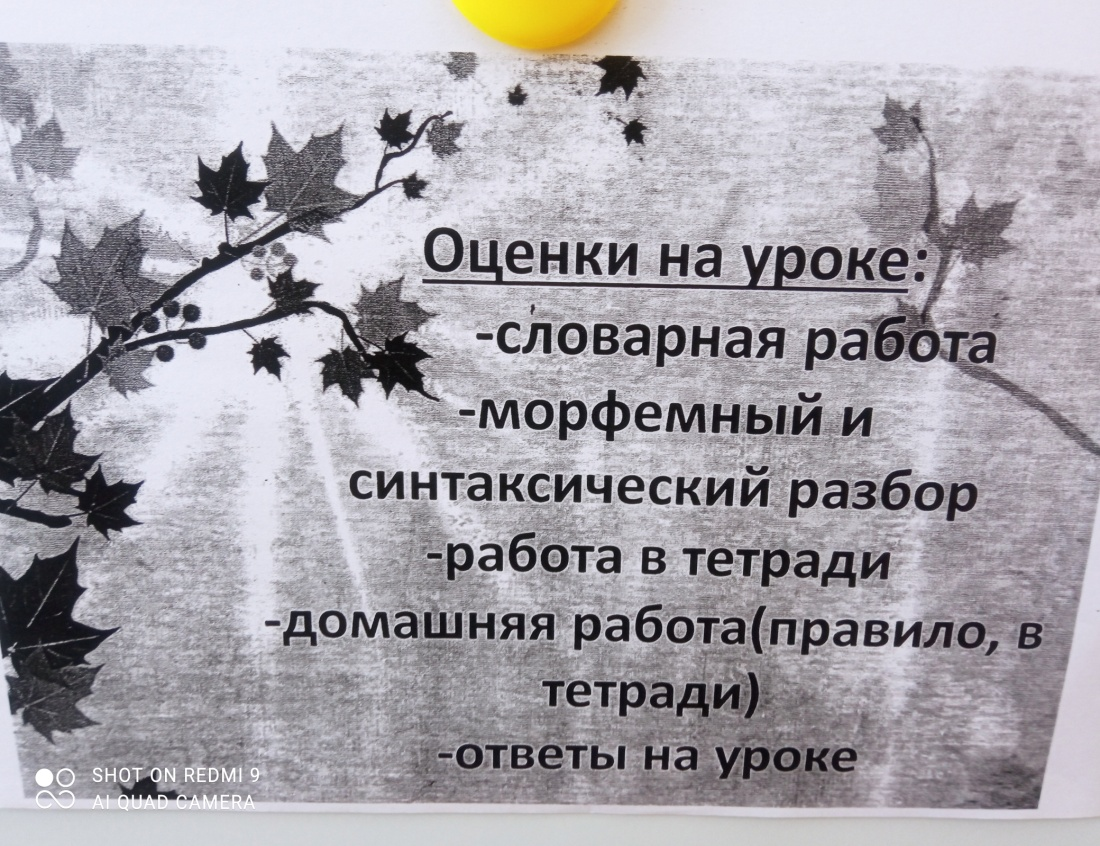 Оценки на уроке:
-словарная работа
-морфемный и
синтаксический разбор
-работа в тетради
-домашняя работа(правило, в
тетради)
-ответы на уроке
SHOT ON REDMI 9
AI QUAD CAMERA